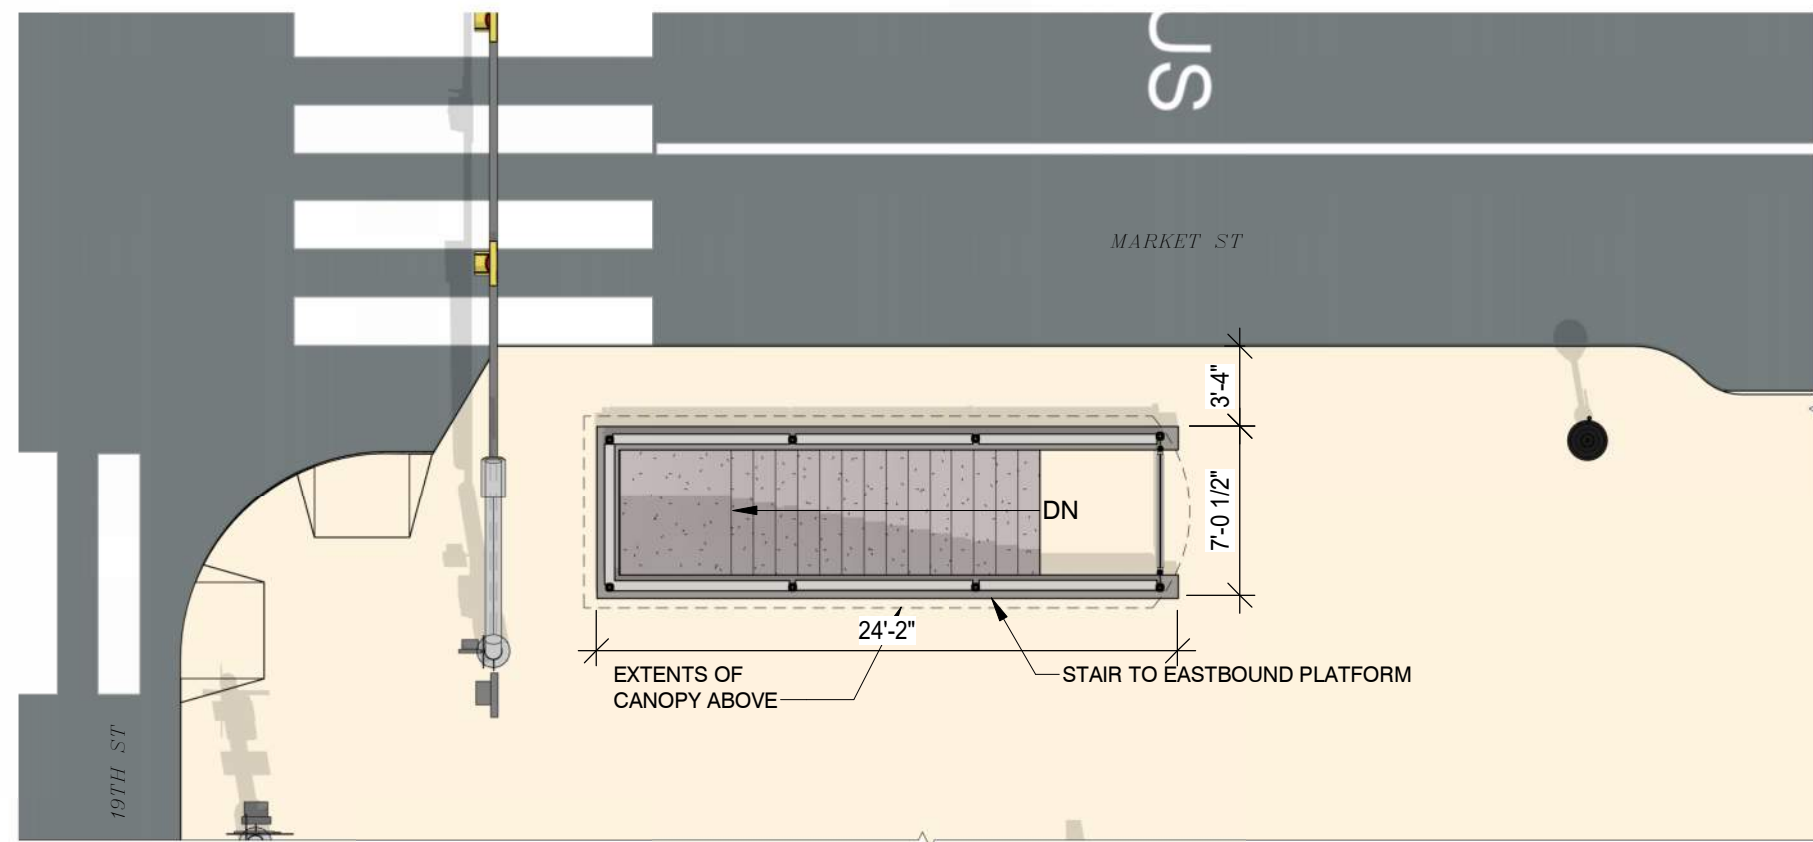 US
MARKET ST
3'-4"
7'-0 1/2"
DN
24'-2"
EXTENTS OF
CANOPY ABOVE
STAIR TO EASTBOUND PLATFORM
19TH ST